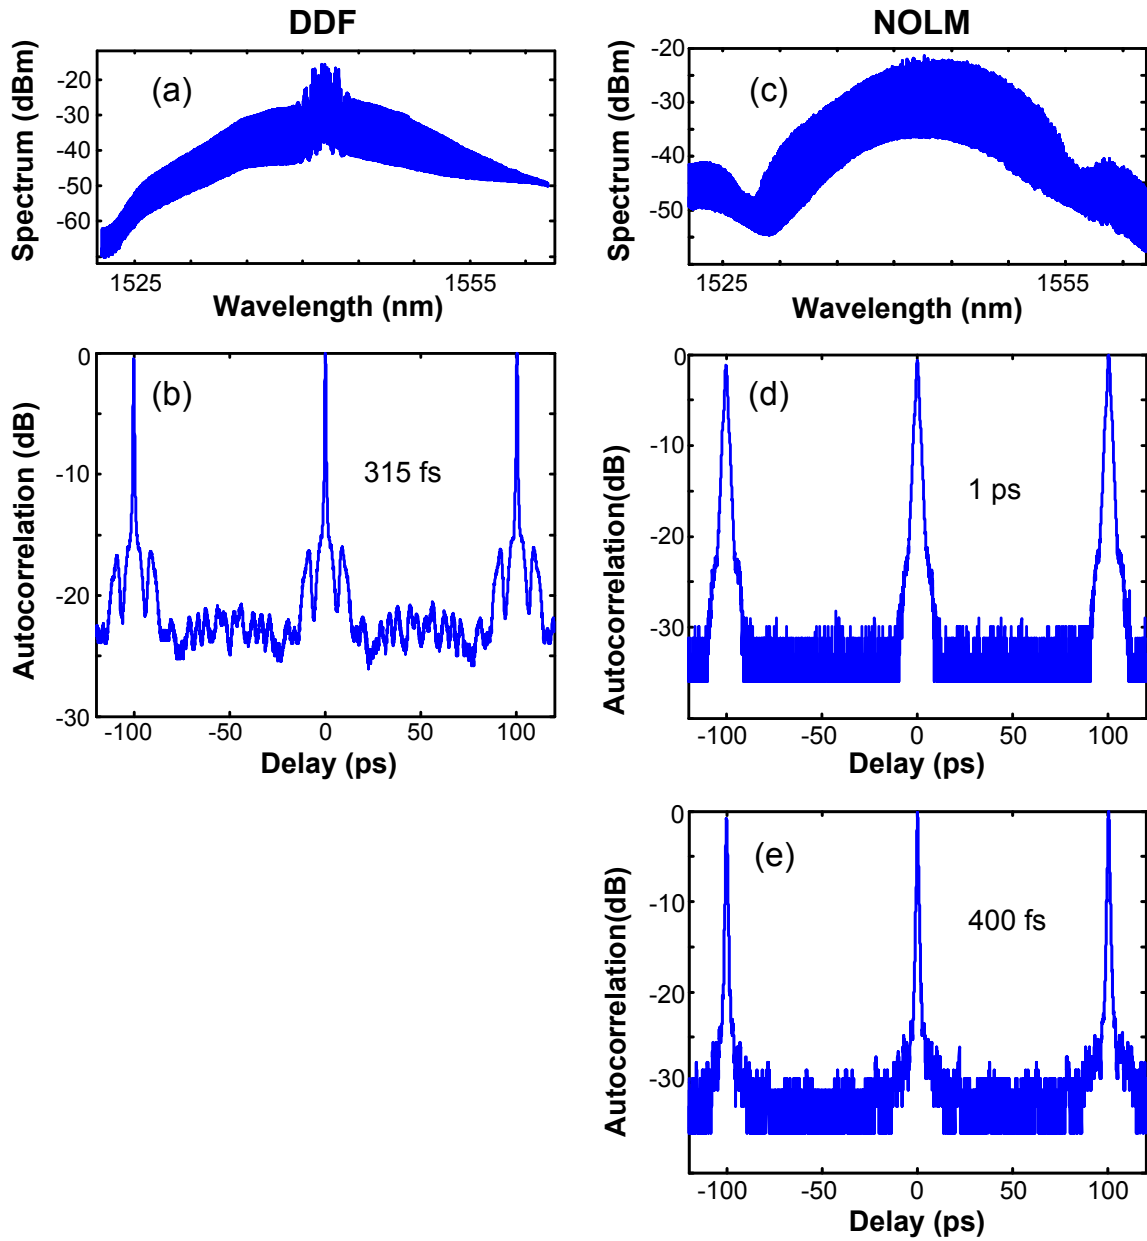 DDF
NOLM
(a)
-20
-30
-40
-50
-60
Spectrum (dBm)
1525
1555
Wavelength (nm)
(c)
-20
-30
-40
-50
Spectrum (dBm)
1525
1555
Wavelength (nm)
(b)
315 fs
0
-10
-20
-30
Autocorrelation (dB)
-100
-50
0
50
100
Delay (ps)
(d)
1 ps
0
-10
-20
-30
Autocorrelation(dB)
-100
-50
0
50
100
Delay (ps)
(e)
400 fs
0
-10
-20
-30
Autocorrelation(dB)
-100
-50
0
50
100
Delay (ps)